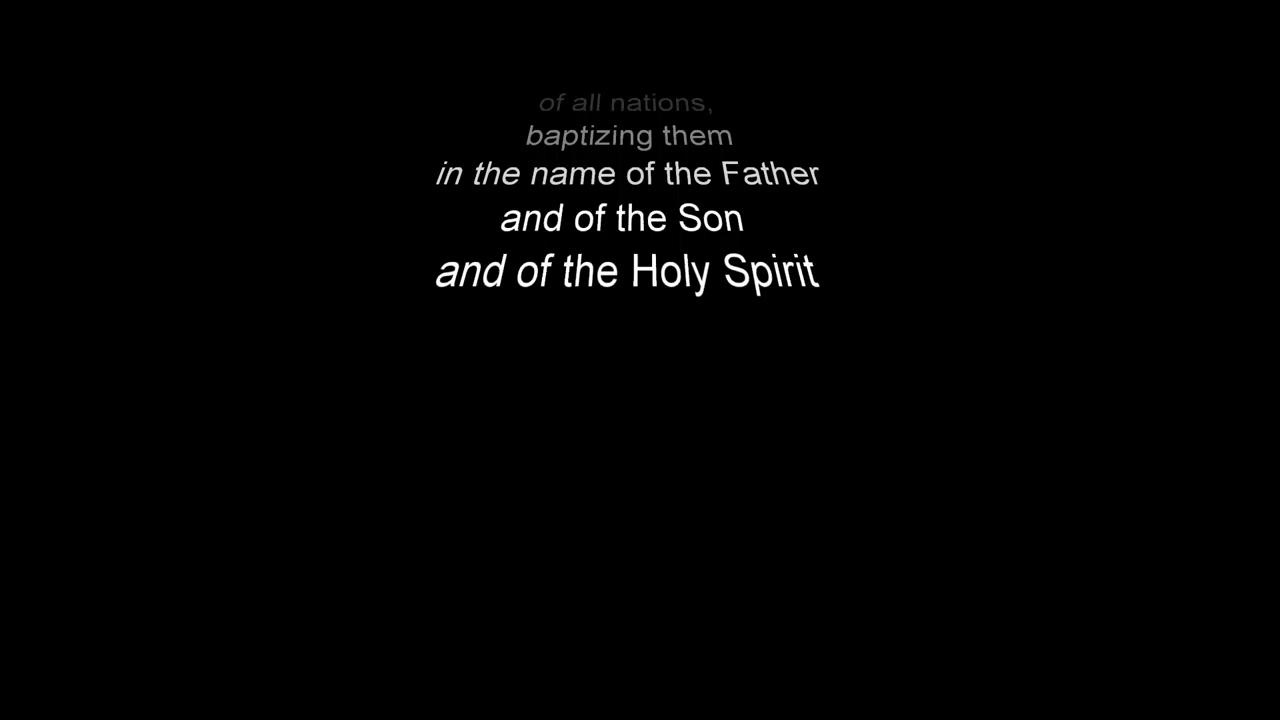 of all nations,
baptizing them
in the name of the Father
and of the Son
and of the Holy Spirit